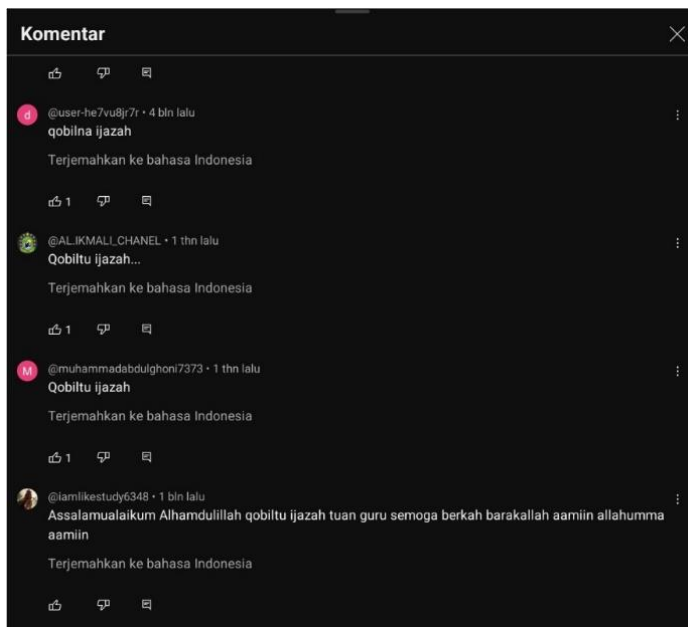 Komentar
@user-he7vu8jr7r • 4 bln lalu
qobilna ijazah
Terjemahkan ke bahasa Indonesia
1
@AL.IKMALI_CHANEL • 1 thn lalu
Qobiltu ijazah...
Terjemahkan ke bahasa Indonesia
1
M
@muhammadabdulghoni7373 • 1 thn lalu
Qobiltu ijazah
Terjemahkan ke bahasa Indonesia
1
@iamlikestudy6348 • 1 bln lalu
Assalamualaikum Alhamdulillah qobiltu ijazah tuan guru semoga berkah barakallah aamiin allahumma
aamiin
Terjemahkan ke bahasa Indonesia